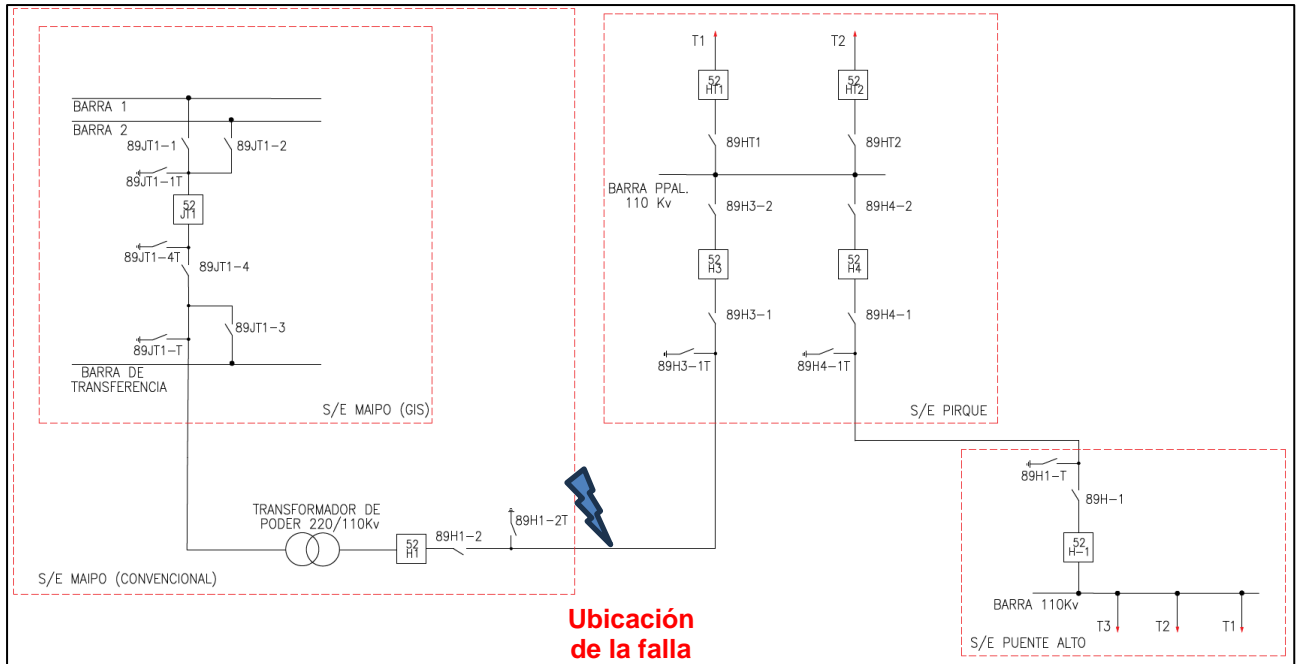 BARRA 1
BARRA 2
89JT1-1
89JT1-2
89JT1-1T
52
JT1
89JT1-4T
89JT1-4
89JT1-3
89JT1-T
BARRA DE
TRANSFERENCIA
S/E MAIPO (GIS)
TRANSFORMADOR DE
PODER 220/110Kv
52
H1
89H1-2
89H1-2T
S/E MAIPO (CONVENCIONAL)
Ubicación
de la falla
T1
T2
52
HT1
52
HT2
89HT1
89HT2
BARRA PPAL.
110 Kv
89H3-2
89H4-2
52
H3
52
H4
89H3-1
89H4-1
89H3-1T
89H4-1T
S/E PIRQUE
89H1-T
89H-1
52
H-1
BARRA 110Kv
T3
T2
T1
S/E PUENTE ALTO